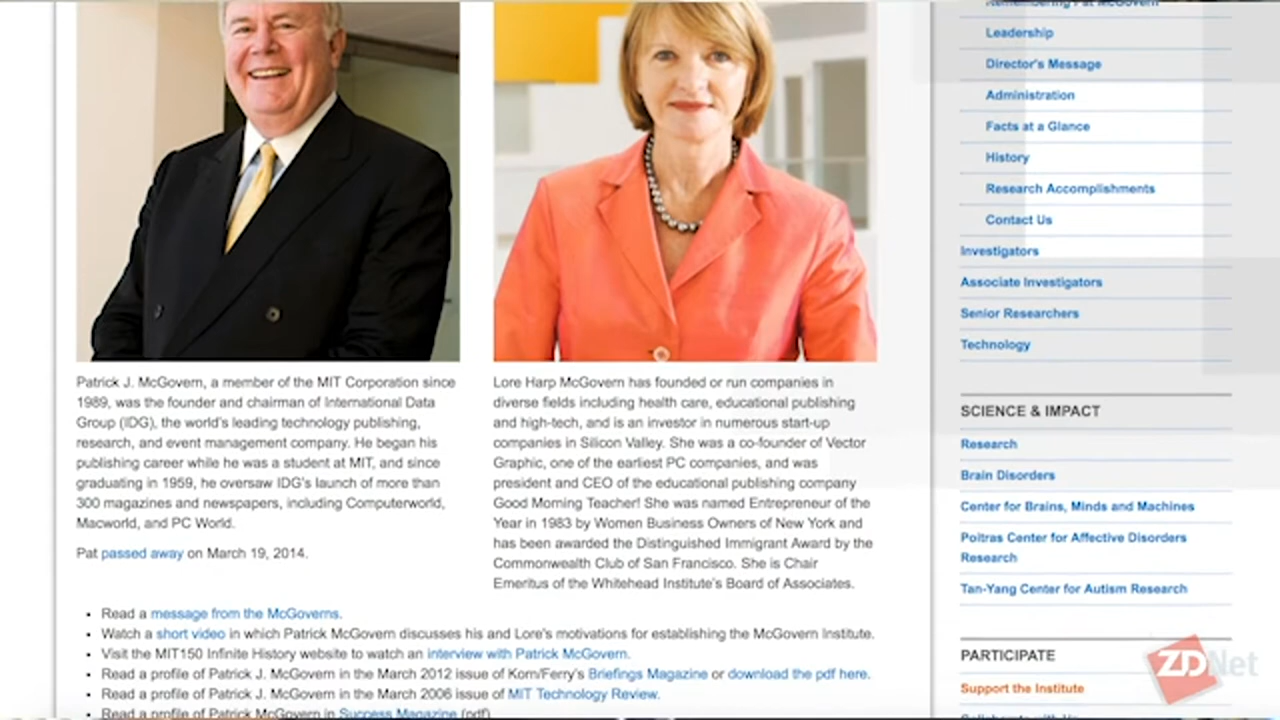 Patrick J. McGovern, a member of the MIT Corporation since
1989, was the founder and chairman of International Data
Group (IDG), the world's leading technology publishing,
research, and event management company. He began his
publishing career while he was a student at MIT, and since
graduating in 1959, he oversaw IDG's launch of more than
300 magazines and newspapers, including Computerworld,
Macworld, and PC World.
Pat passed away on March 19, 2014.
Lore Harp McGovern has founded or run companies in
diverse fields including health care, educational publishing
and high-tech, and is an investor in numerous start-up
companies in Silicon Valley. She was a co-founder of Vector
Graphic, one of the earliest PC companies, and was
president and CEO of the educational publishing company
Good Morning Teacher! She was named Entrepreneur of the
Year in 1983 by Women Business Owners of New York and
has been awarded the Distinguished Immigrant Award by the
Commonwealth Club of San Francisco. She is Chair
Emeritus of the Whitehead Institute's Board of Associates.
Read a message from the McGoverns.
Watch a short video in which Patrick McGovern discusses his and Lore's motivations for establishing the McGovern Institute.
Visit the MIT150 Infinite History website to watch an interview with Patrick McGovern.
Read a profile of Patrick J. McGovern in the March 2012 issue of Korn/Ferry's Briefings Magazine or download the pdf here.
Read a profile of Patrick J. McGovern in the March 2006 issue of MIT Technology Review.
Read a profile of Patrick McGovern in Success Magazine (pdf)
Remembering Pat McGovern
Leadership
Director's Message
Administration
Facts at a Glance
History
Research Accomplishments
Contact Us
Investigators
Associate Investigators
Senior Researchers
Technology
SCIENCE & IMPACT
Research
Brain Disorders
Center for Brains, Minds and Machines
Poitras Center for Affective Disorders
Research
Tan-Yang Center for Autism Research
PARTICIPATE
Support the Institute
ZDNet